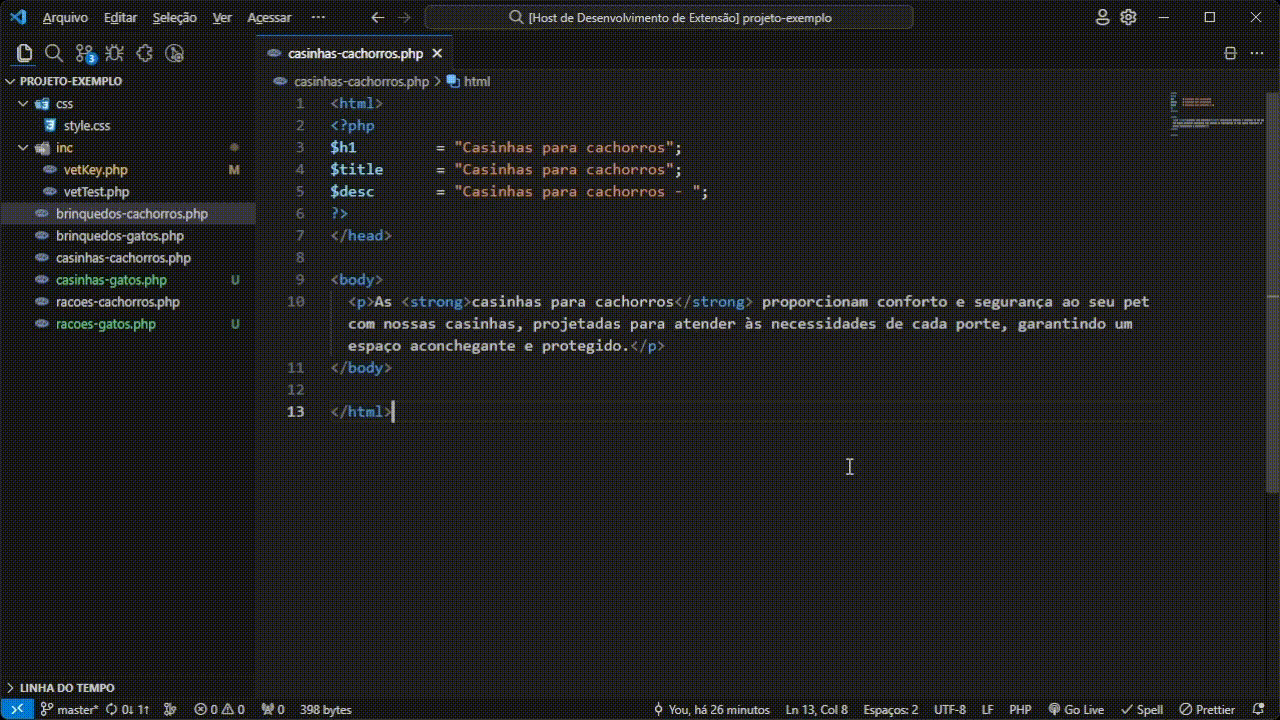 Arquivo Editar Seleção Ver Acessar ··· [Host de Desenvolvimento de Extensão] projeto-exemplo
3
casinhas-cachorros.php
PROJETO-EXEMPLO
css
style.css
inc
vetKey.php M
vetTest.php
brinquedos-cachorros.php
brinquedos-gatos.php
casinhas-cachorros.php
casinhas-gatos.php U
racoes-cachorros.php
racoes-gatos.php U
LINHA DO TEMPO
casinhas-cachorros.php > html
1 <html>
2 <?php
3 $h1 = "Casinhas para cachorros";
4 $title = "Casinhas para cachorros";
5 $desc = "Casinhas para cachorros - ";
6 ?>
7 </head>
8
9 <body>
10 <p>As <strong>casinhas para cachorros</strong> proporcionam conforto e segurança ao seu pet
com nossas casinhas, projetadas para atender às necessidades de cada porte, garantindo um
espaço aconchegante e protegido.</p>
11 </body>
12
13 </html>
master* 0↓ 1↑ 0 0 0 398 bytes You, há 26 minutos Ln 13, Col 8 Espaços: 2 UTF-8 LF PHP Go Live Spell Prettier